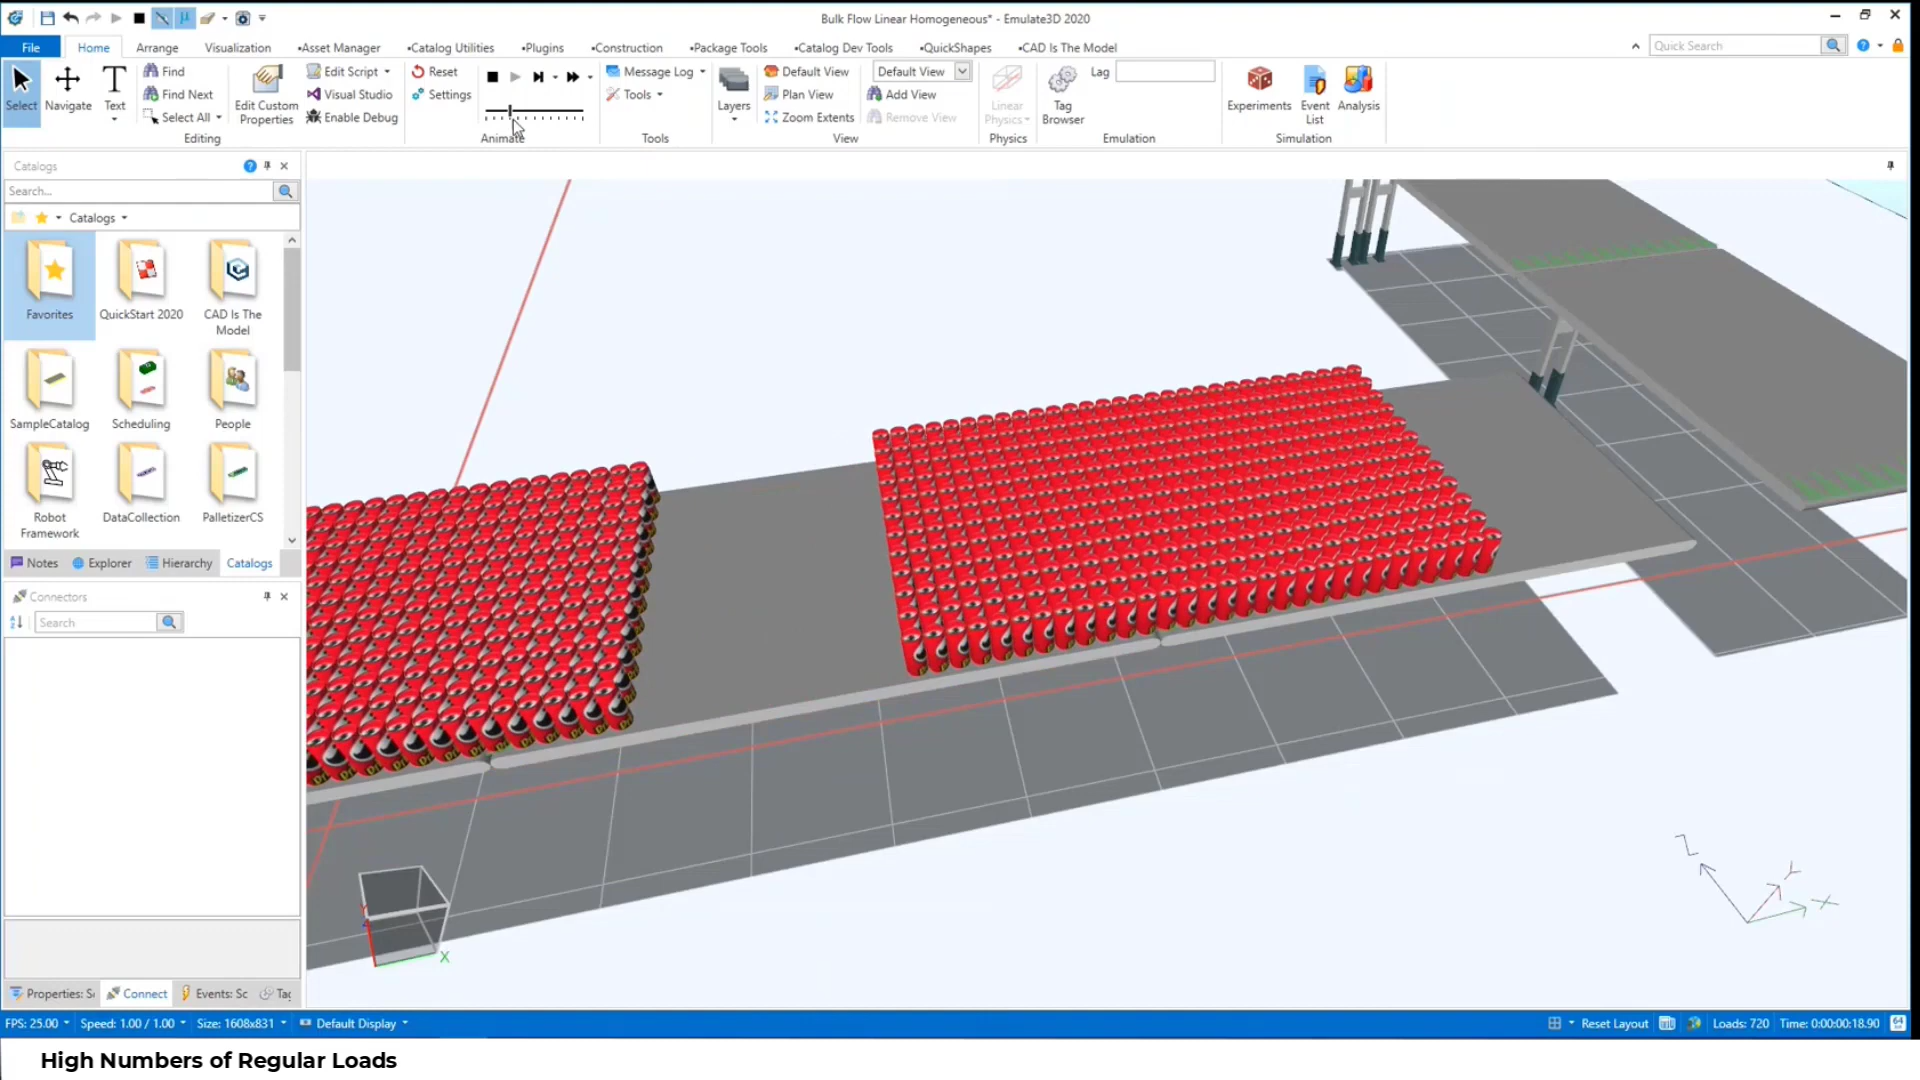 Bulk Flow Linear Homogeneous* - Emulate3D 2020
File Home Arrange Visualization •Asset Manager •Catalog Utilities •Plugins •Construction •Package Tools •Catalog Dev Tools •QuickShapes •CAD Is The Model Quick Search
Select Navigate Text
Find
Find Next
Select All
Editing
Edit Custom Properties
Edit Script
Visual Studio
Enable Debug
Reset
Settings
Animate
Message Log
Tools
Tools
Layers
Default View
Plan View
Zoom Extents
Default View
Add View
Remove View
View
Linear Physics
Physics
Tag Browser
Lag
Emulation
Experiments
Event List
Analysis
Simulation
Catalogs
Search...
Catalogs
Favorites
QuickStart 2020
CAD Is The Model
SampleCatalog
Scheduling
People
Robot Framework
DataCollection
PalletizerCS
Notes Explorer Hierarchy Catalogs
Connectors
Search
Properties: Sc Connect Events: Sc Tag
X
Z
Y
X
FPS: 25.00 Speed: 1.00 / 1.00 Size: 1608x831 Default Display Reset Layout Loads: 720 Time: 0:00:00:18.90 64
High Numbers of Regular Loads